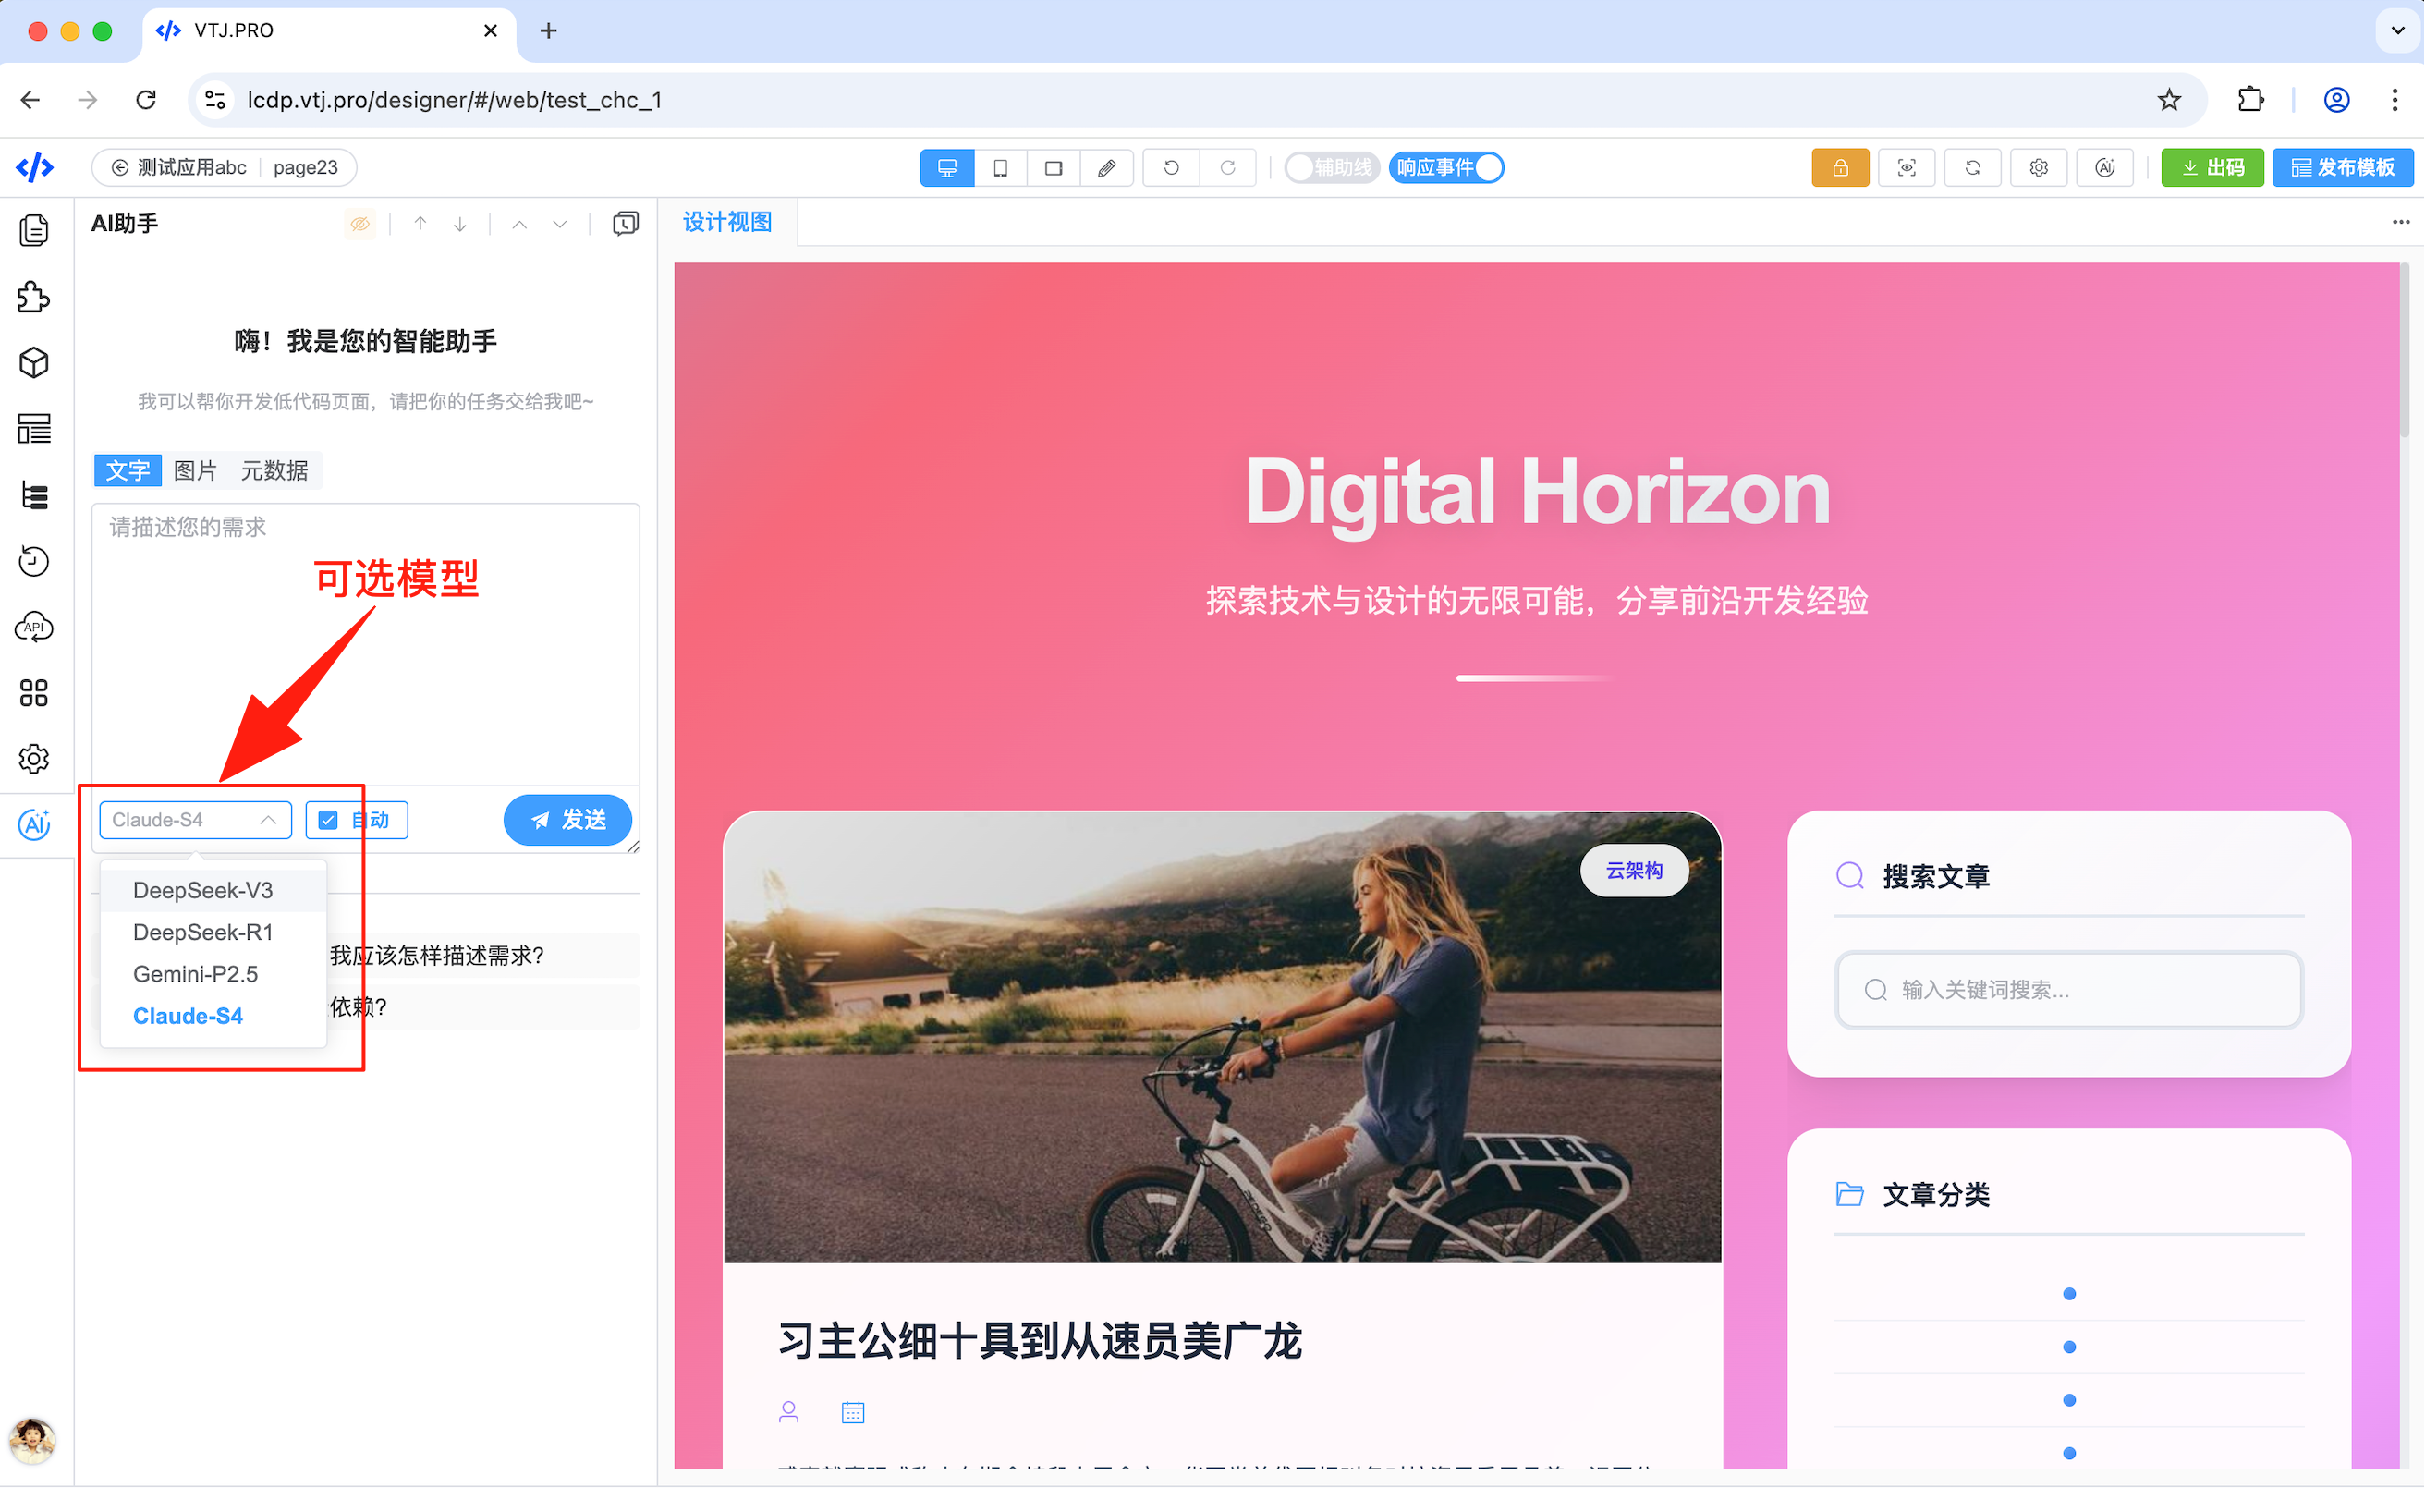 VTJ.PRO
lcdp.vtj.pro/designer/#/web/test_chc_1
测试应用abc
page23
辅助线
响应事件
出码
发布模板
AI助手
设计视图
嗨！我是您的智能助手
我可以帮你开发低代码页面，请把你的任务交给我吧~
文字
图片
元数据
请描述您的需求
可选模型
API
AI
Claude-S4
自动
发送
DeepSeek-V3
DeepSeek-R1
Gemini-P2.5
Claude-S4
我应该怎样描述需求?
依赖?
Digital Horizon
探索技术与设计的无限可能，分享前沿开发经验
云架构
搜索文章
输入关键词搜索...
文章分类
习主公细十具到从速员美广龙